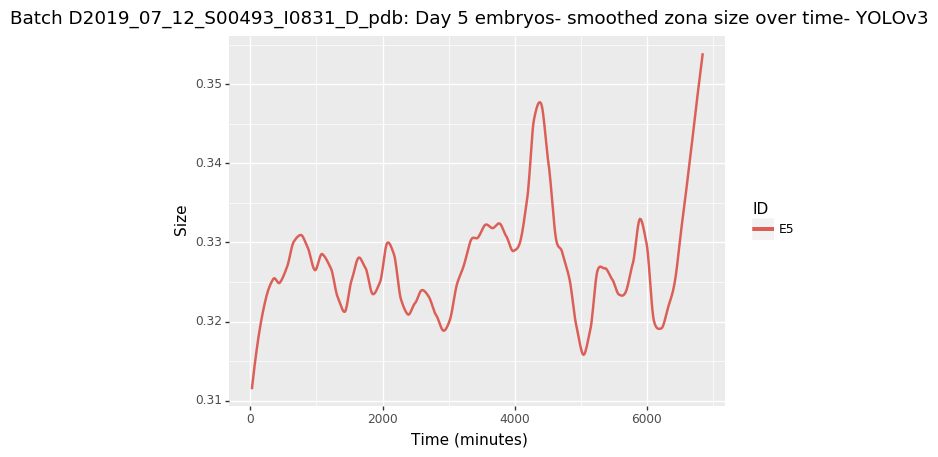 Batch D2019_07_12_S00493_I0831_D_pdb: Day 5 embryos- smoothed zona size over time- YOLOv3
0.35
0.34
0.33
0.32
0.31
Size
0
2000
4000
6000
Time (minutes)
ID
E5